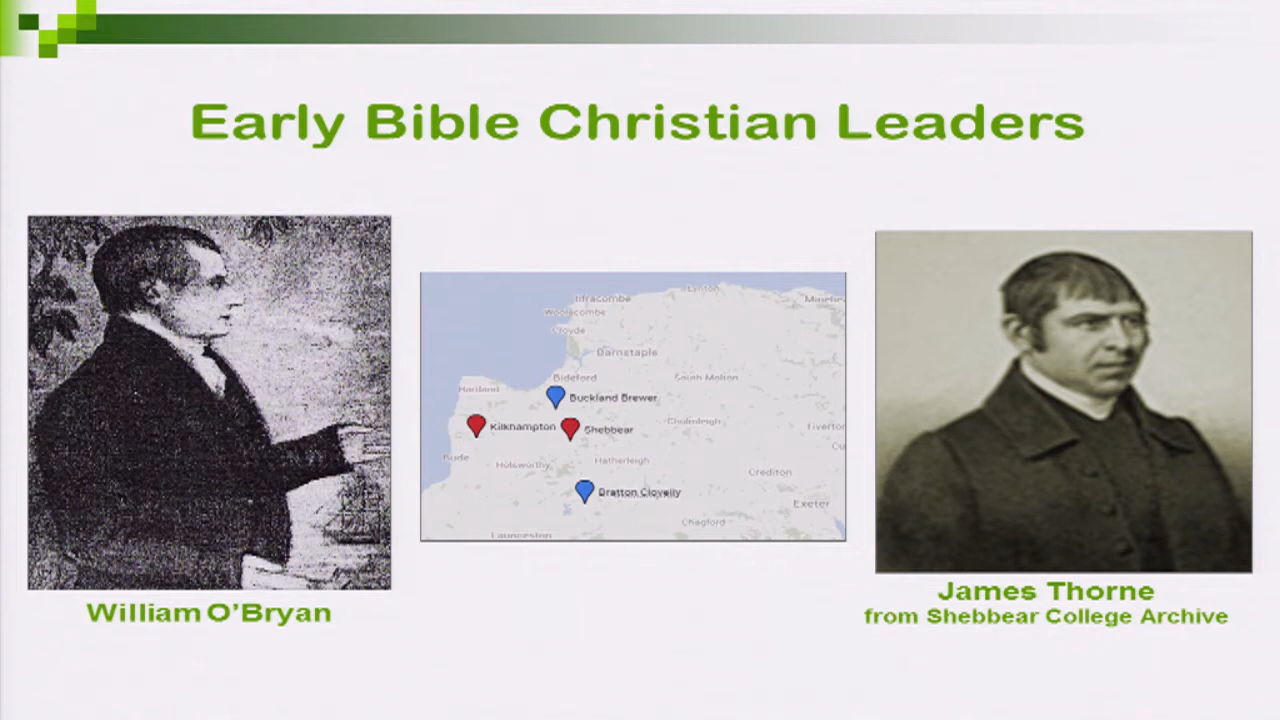 Early Bible Christian Leaders
Ilfracombe
Lynton
Woolacombe
Croyde
Barnstaple
Bideford
South Molton
Hartland
Buckland Brewer
Kilkhampton
Shebbear
Chulmleigh
Bude
Holsworthy
Hatherleigh
Crediton
Bratton Clovelly
Exeter
Chagford
Launceston
William O'Bryan
James Thorne
from Shebbear College Archive